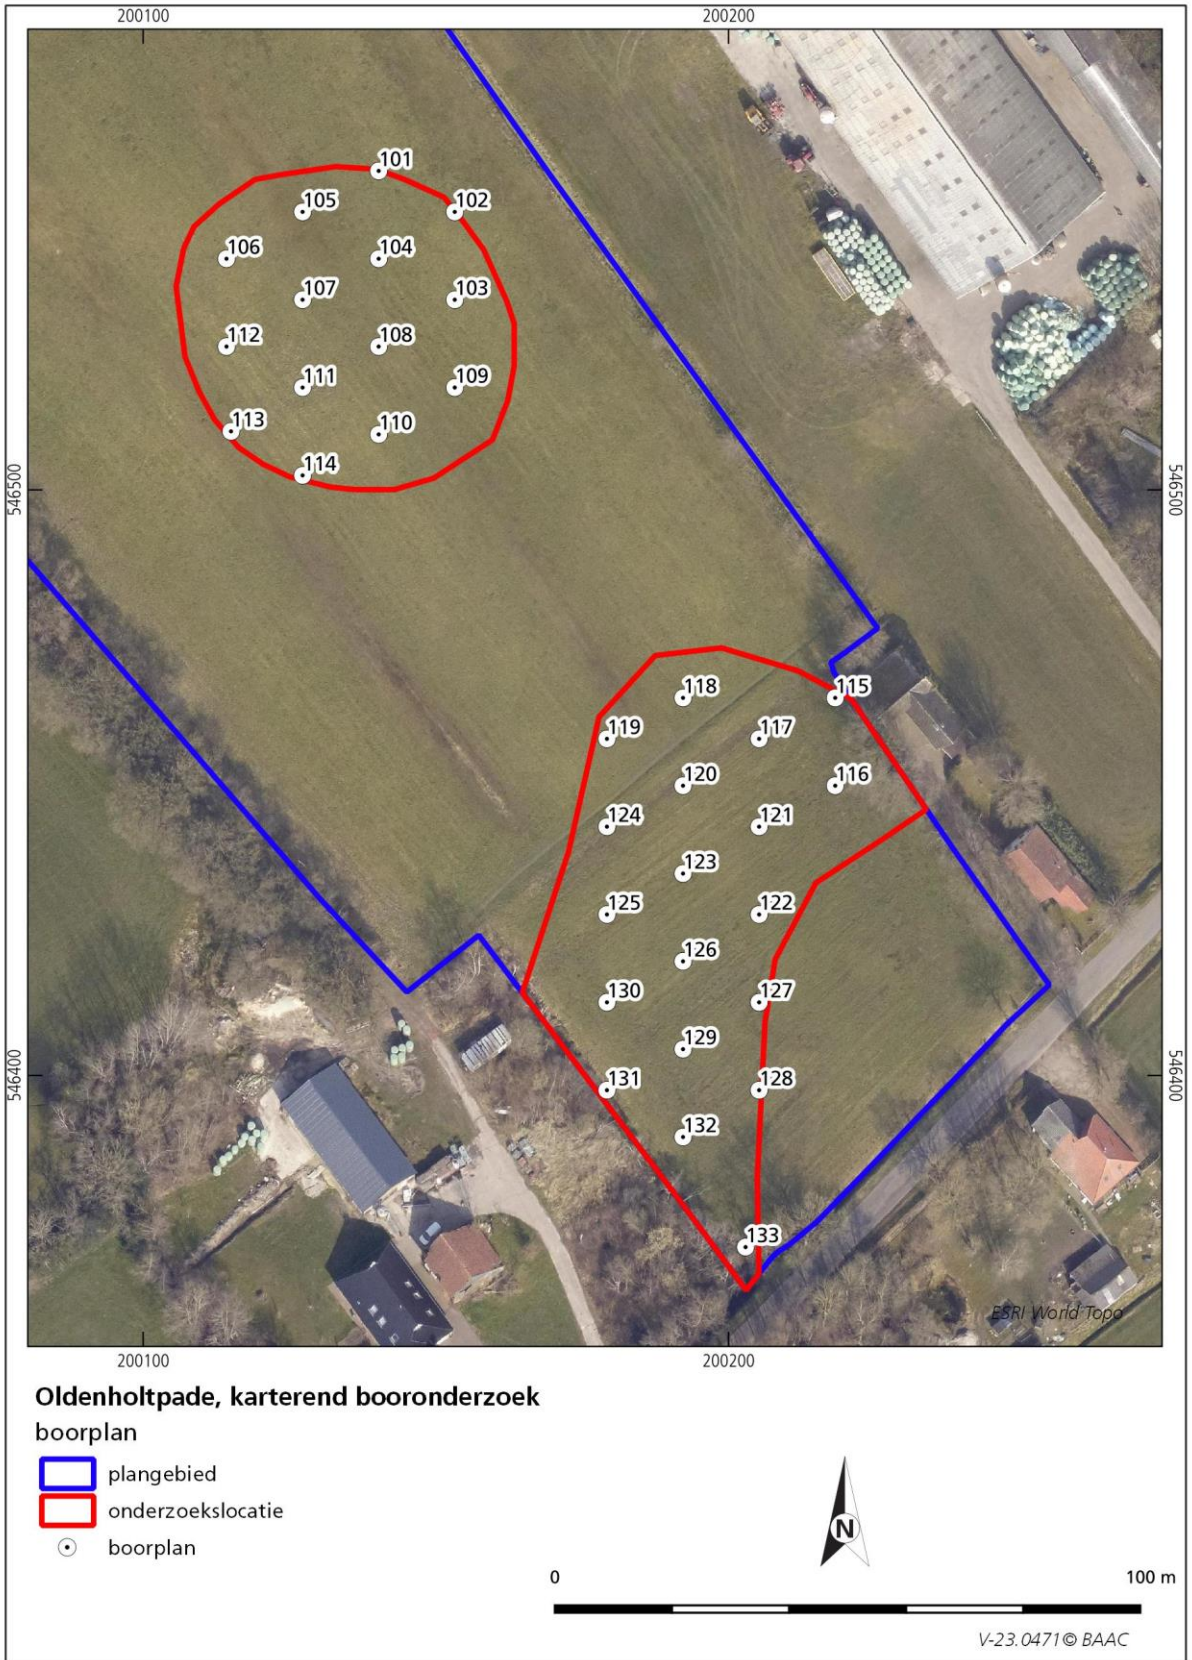 200100 200200
101
105 102
106 104
107 103
112 108
111 109
113 110
114
546500 546500
118 115
119 117
120 116
124 121
123
125 122
126
130 127
129
131 128
546400 546400
132
133
ESRI World Topo
200100 200200
Oldenholtpade, karterend booronderzoek
boorplan
plangebied
onderzoekslocatie
boorplan
N
0 100 m
V-23.0471© BAAC